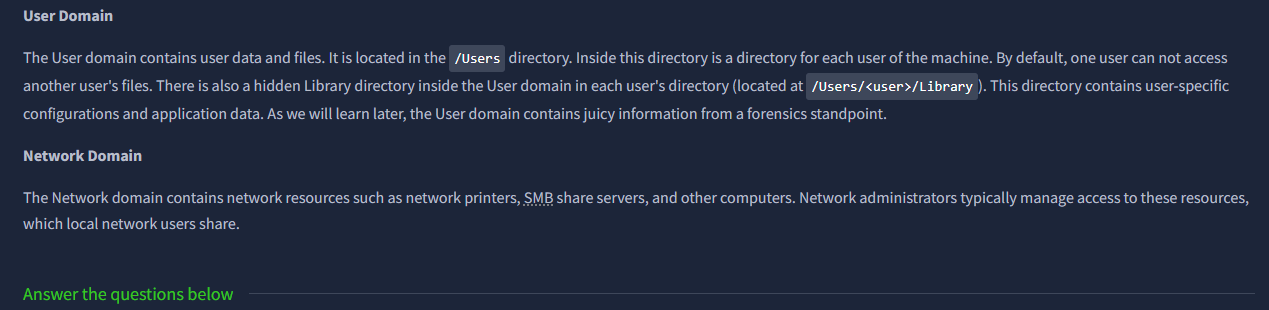 User Domain
The User domain contains user data and files. It is located in the /Users directory. Inside this directory is a directory for each user of the machine. By default, one user can not access
another user's files. There is also a hidden Library directory inside the User domain in each user's directory (located at /Users/<user>/Library). This directory contains user-specific
configurations and application data. As we will learn later, the User domain contains juicy information from a forensics standpoint.
Network Domain
The Network domain contains network resources such as network printers, SMB share servers, and other computers. Network administrators typically manage access to these resources,
which local network users share.
Answer the questions below